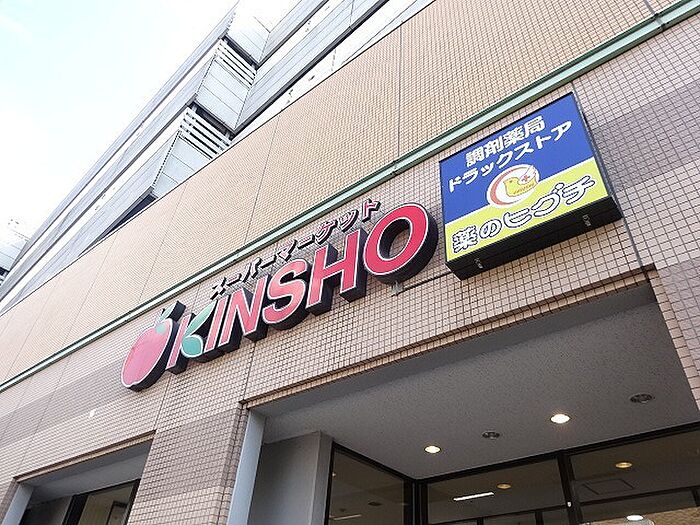 スーパーマーケット
KINSHO
調剤薬局
ドラックストア
薬のヒグチ